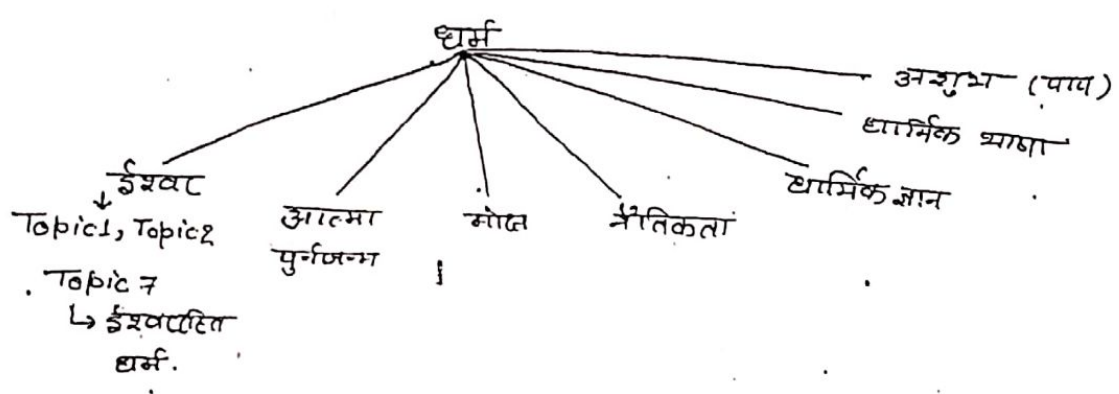 धर्म
अशुभ (पाप)
धार्मिक भाषा
धार्मिक ज्ञान
ईश्वर
↓
Topic1, Topic2
Topic 7
↳ ईश्वररहित
धर्म.
आत्मा
पुर्नजन्म
मोक्ष
नैतिकता